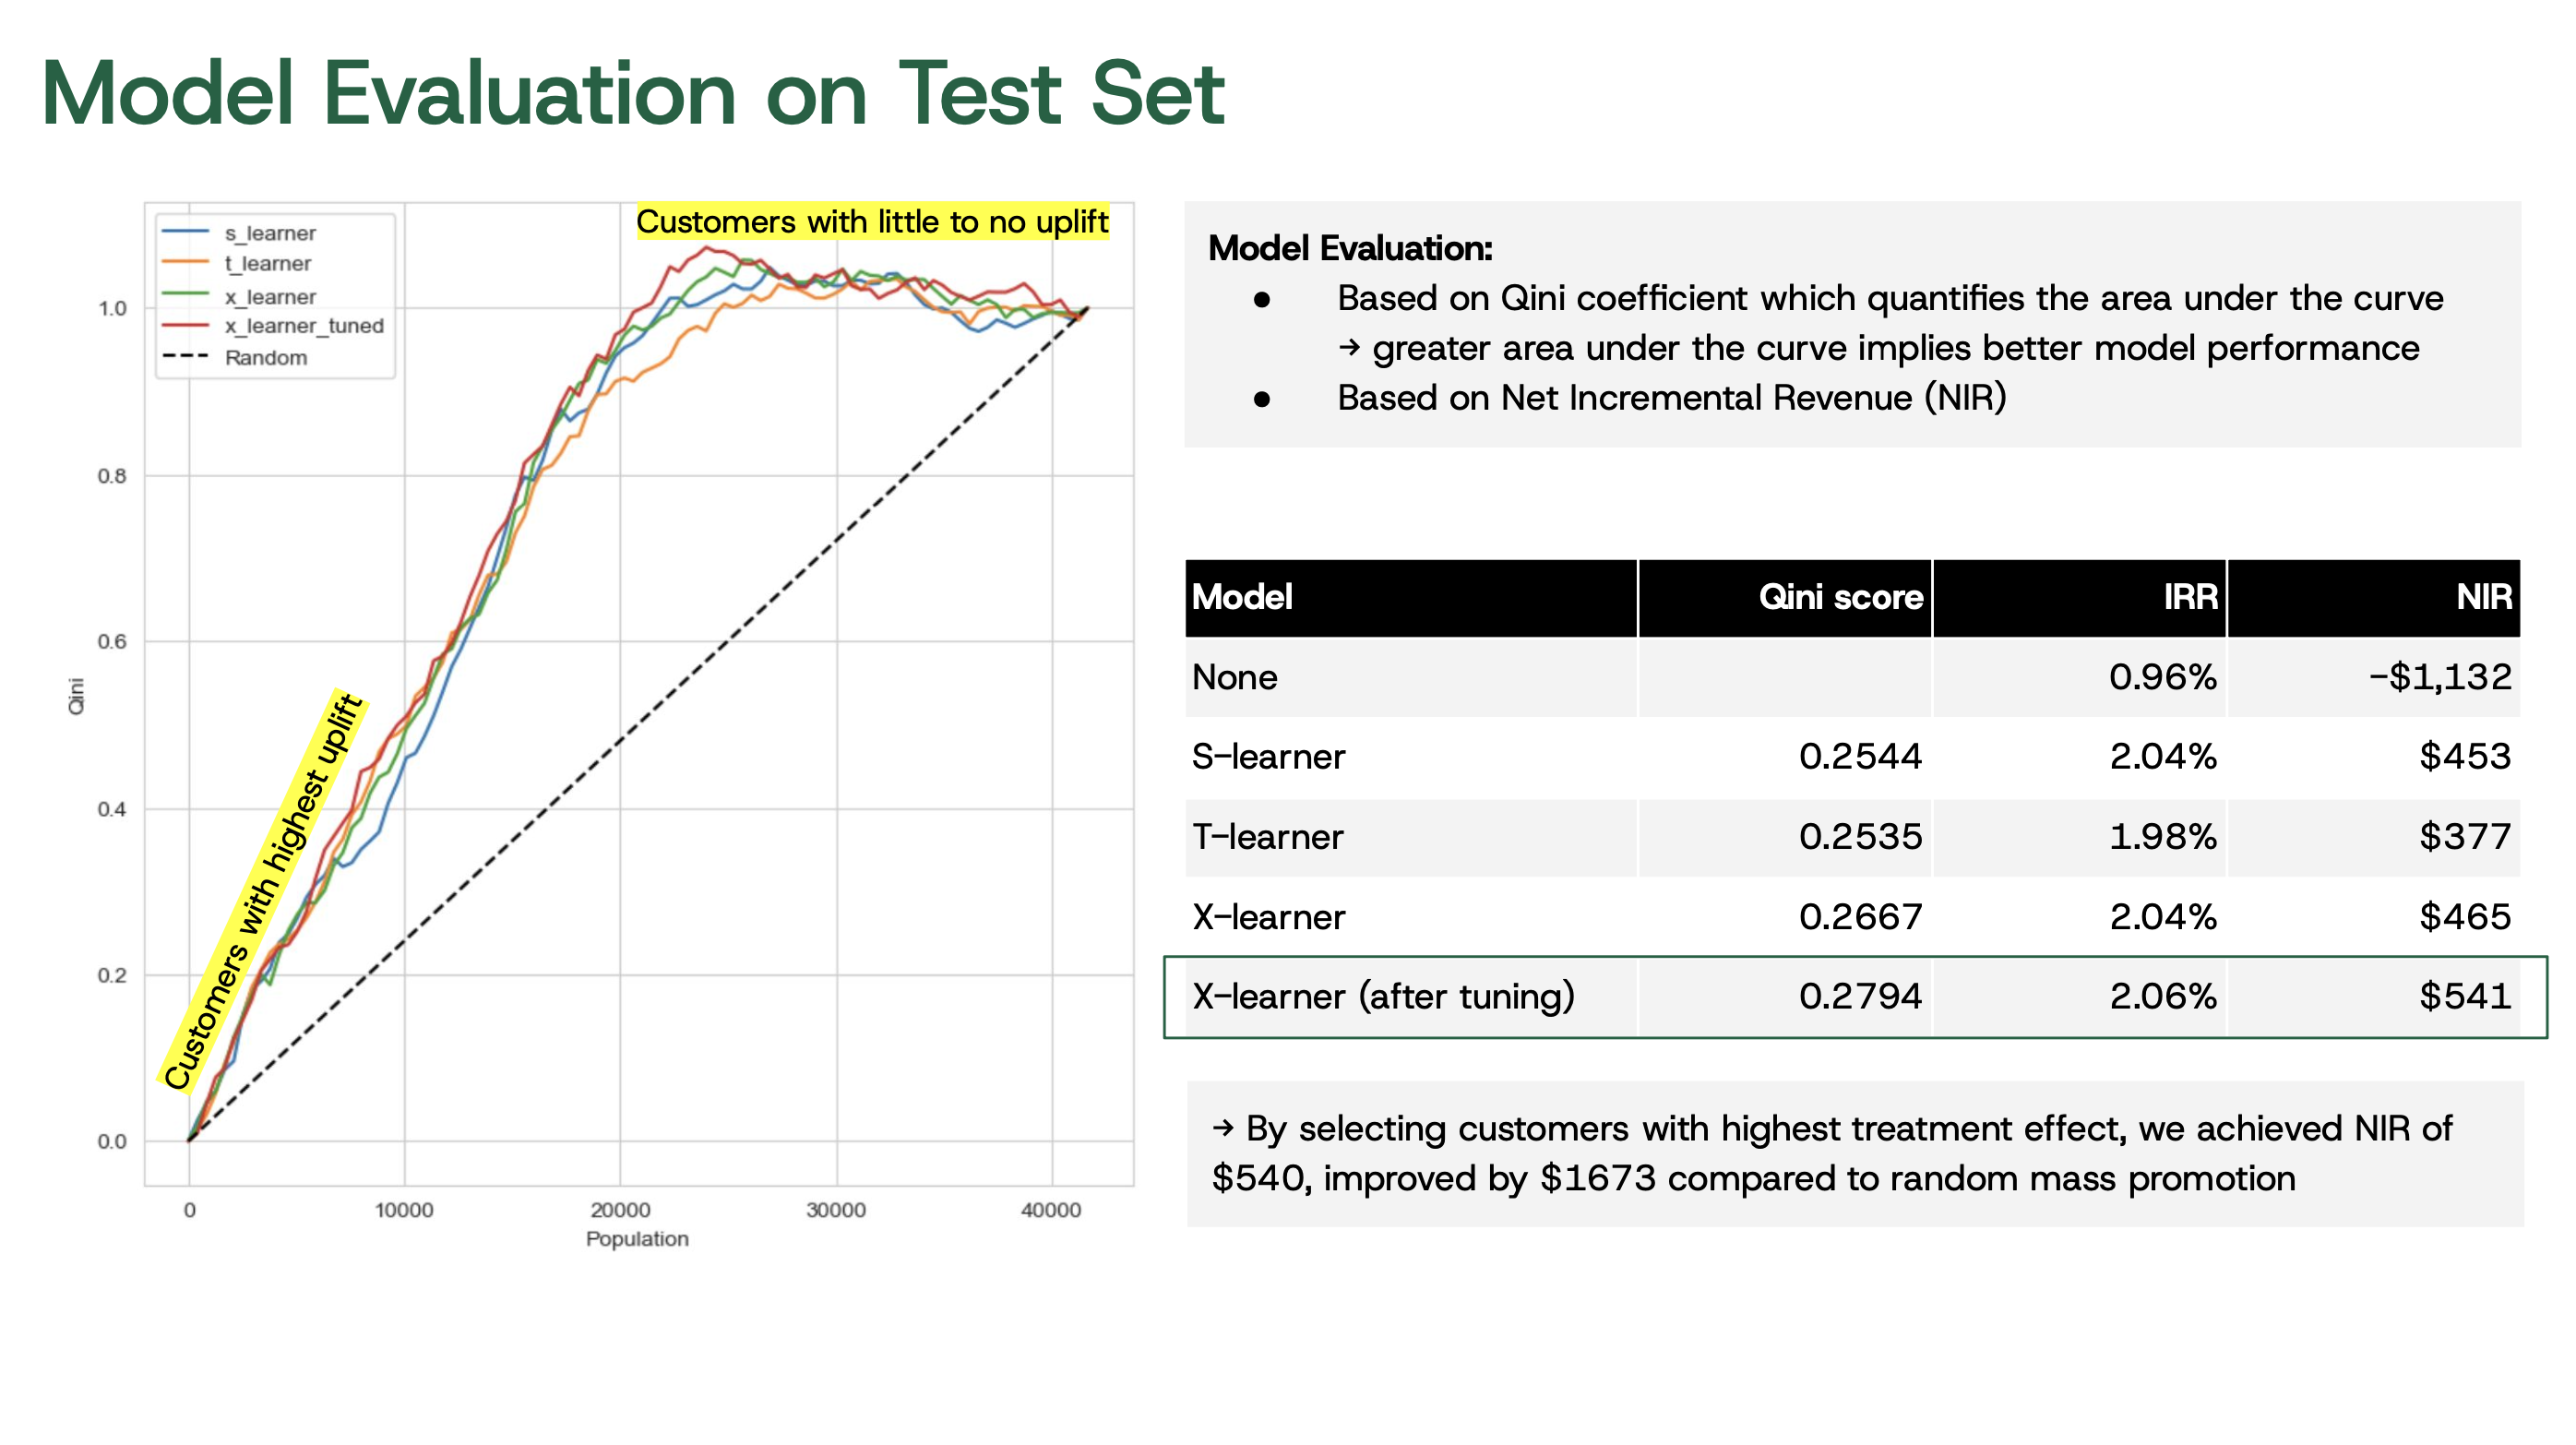 Model Evaluation on Test Set
Customers with little to no uplift
s_learner
t_learner
x_learner
x_learner_tuned
Random
1.0
0.8
0.6
0.4
0.2
0.0
Qini
Customers with highest uplift
0 10000 20000 30000 40000
Population
Model Evaluation:
● Based on Qini coefficient which quantifies the area under the curve
→ greater area under the curve implies better model performance
● Based on Net Incremental Revenue (NIR)
Model Qini score IRR NIR
None 0.96% −$1,132
S−learner 0.2544 2.04% $453
T−learner 0.2535 1.98% $377
X−learner 0.2667 2.04% $465
X−learner (after tuning) 0.2794 2.06% $541
→ By selecting customers with highest treatment effect, we achieved NIR of
$540, improved by $1673 compared to random mass promotion